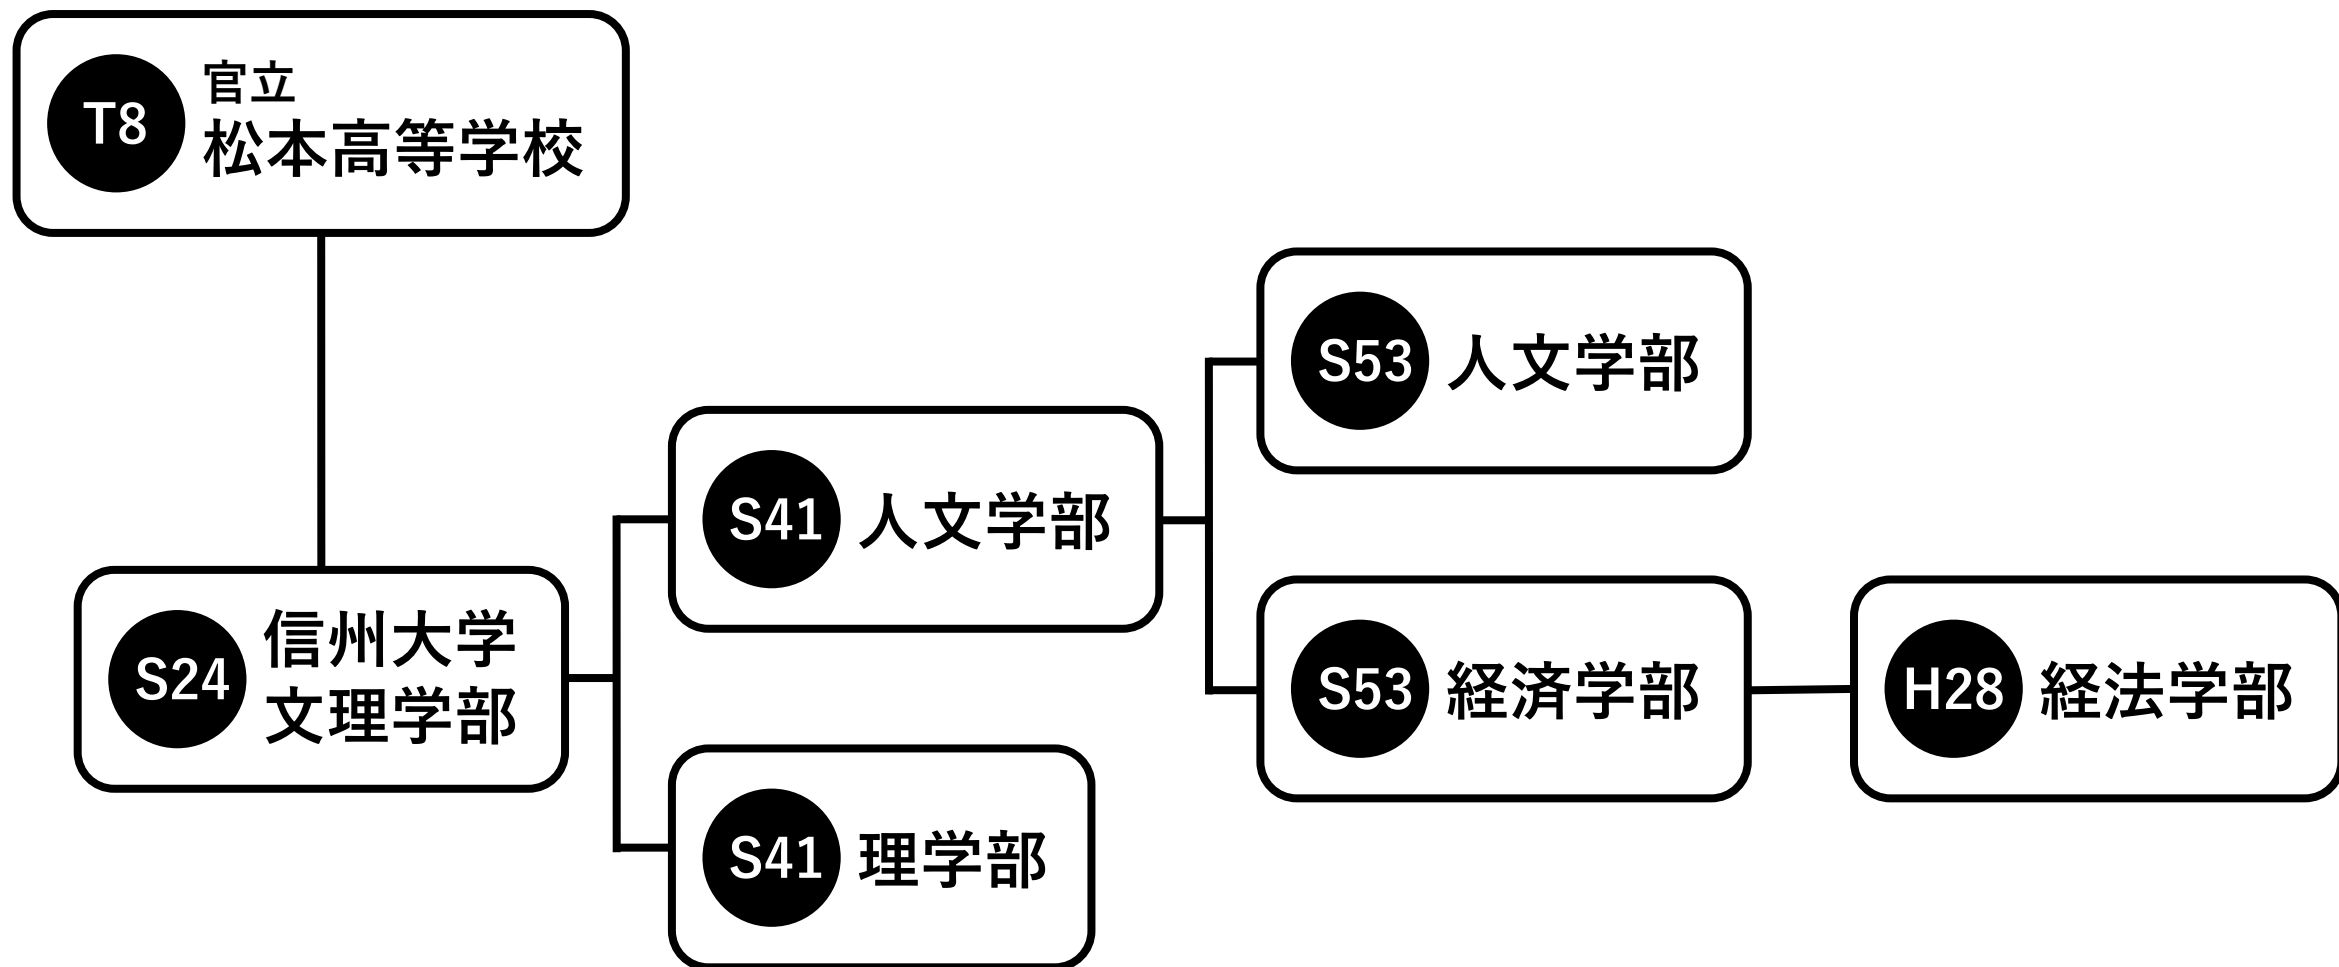 T8
官立
松本高等学校
S24
信州大学
文理学部
S41
人文学部
S41
理学部
S53
人文学部
S53
経済学部
H28
経法学部